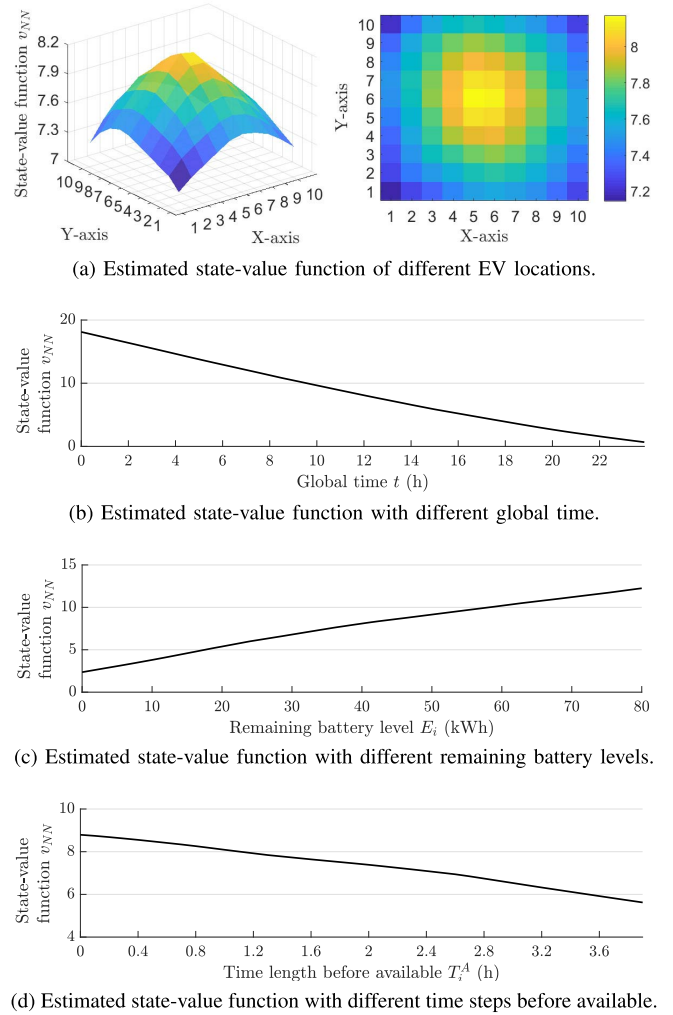 State-value function v_NN
8.2
7.9
7.6
7.3
7
10 9 8 7 6 5 4 3 2 1
Y-axis
1 2 3 4 5 6 7 8 9 10
X-axis
Y-axis
10
9
8
7
6
5
4
3
2
1
1 2 3 4 5 6 7 8 9 10
X-axis
8
7.8
7.6
7.4
7.2
(a) Estimated state-value function of different EV locations.
State-value
function v_NN
20
10
0
0 2 4 6 8 10 12 14 16 18 20 22
Global time t (h)
(b) Estimated state-value function with different global time.
State-value
function v_NN
15
10
5
0
0 10 20 30 40 50 60 70 80
Remaining battery level E_i (kWh)
(c) Estimated state-value function with different remaining battery levels.
State-value
function v_NN
10
8
6
4
0 0.4 0.8 1.2 1.6 2 2.4 2.8 3.2 3.6
Time length before available T_i^A (h)
(d) Estimated state-value function with different time steps before available.